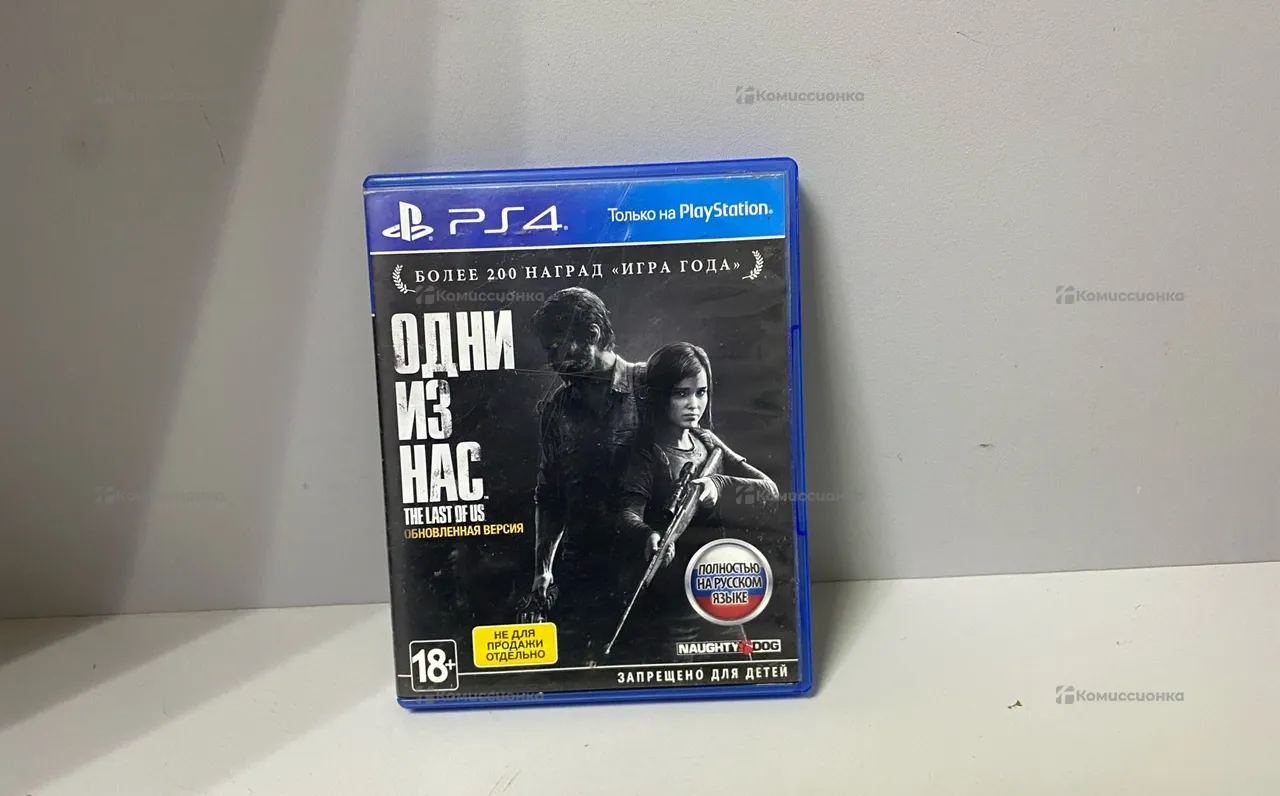 Комиссионка
Комиссионка
PS4
Только на PlayStation
БОЛЕЕ 200 НАГРАД «ИГРА ГОДА»
Комиссионка
Комиссионка
ОДНИ
ИЗ
НАС
THE LAST OF US
ОБНОВЛЕННАЯ ВЕРСИЯ
Комиссионка
Комиссионка
ПОЛНОСТЬЮ
НА РУССКОМ
ЯЗЫКЕ
НЕ ДЛЯ
ПРОДАЖИ
ОТДЕЛЬНО
NAUGHTY DOG
18+
ЗАПРЕЩЕНО ДЛЯ ДЕТЕЙ
Комиссионка
Комиссионка